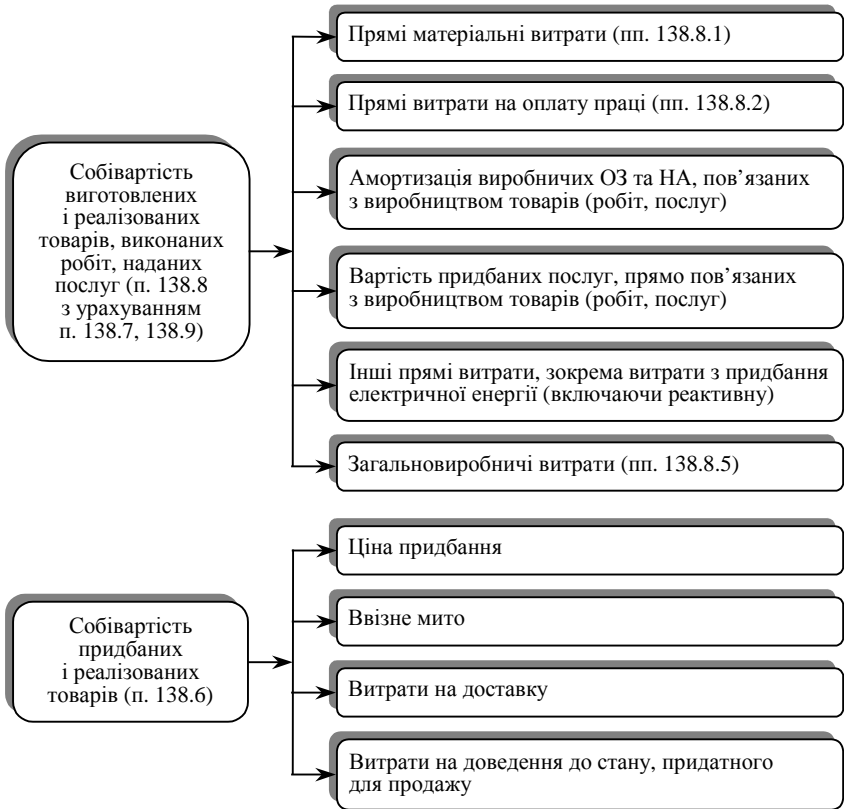 Собівартість
виготовлених
і реалізованих
товарів, виконаних
робіт, наданих
послуг (п. 138.8
з урахуванням
п. 138.7, 138.9)
Прямі матеріальні витрати (пп. 138.8.1)
Прямі витрати на оплату праці (пп. 138.8.2)
Амортизація виробничих ОЗ та НА, пов’язаних
з виробництвом товарів (робіт, послуг)
Вартість придбаних послуг, прямо пов’язаних
з виробництвом товарів (робіт, послуг)
Інші прямі витрати, зокрема витрати з придбання
електричної енергії (включаючи реактивну)
Загальновиробничі витрати (пп. 138.8.5)
Собівартість
придбаних
і реалізованих
товарів (п. 138.6)
Ціна придбання
Ввізне мито
Витрати на доставку
Витрати на доведення до стану, придатного
для продажу